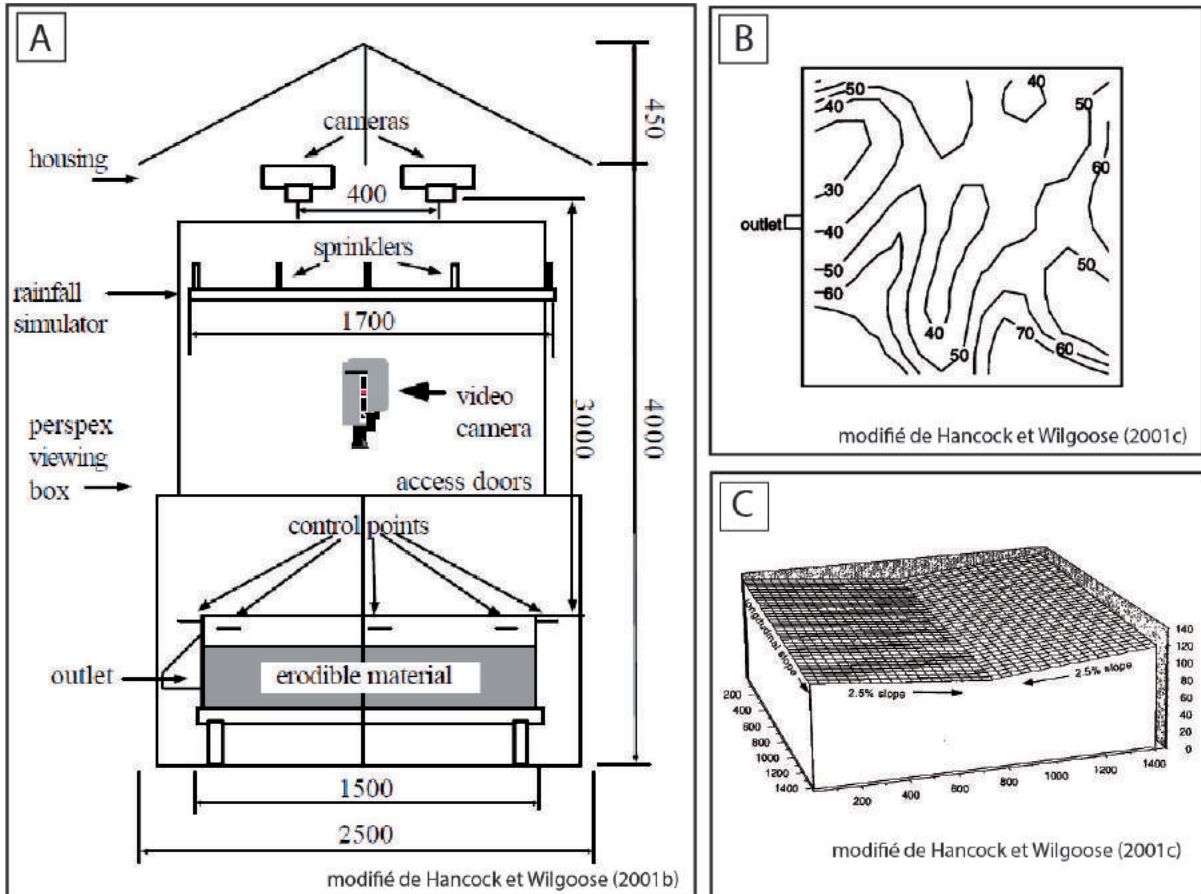 A
cameras
450
housing
400
sprinklers
rainfall
simulator
1700
3000
4000
video
camera
perspex
viewing
box
access doors
control points
outlet
erodible material
1500
2500
modifié de Hancock et Wilgoose (2001b)
B
40
50
50
40
60
30
outlet
40
50
50
60
40
70
50
60
modifié de Hancock et Wilgoose (2001c)
C
longitudinal slope
140
120
100
80
60
40
20
0
2.5% slope
2.5% slope
200
400
600
800
1000
1200
1400
200
400
600
800
1000
1200
1400
modifié de Hancock et Wilgoose (2001c)